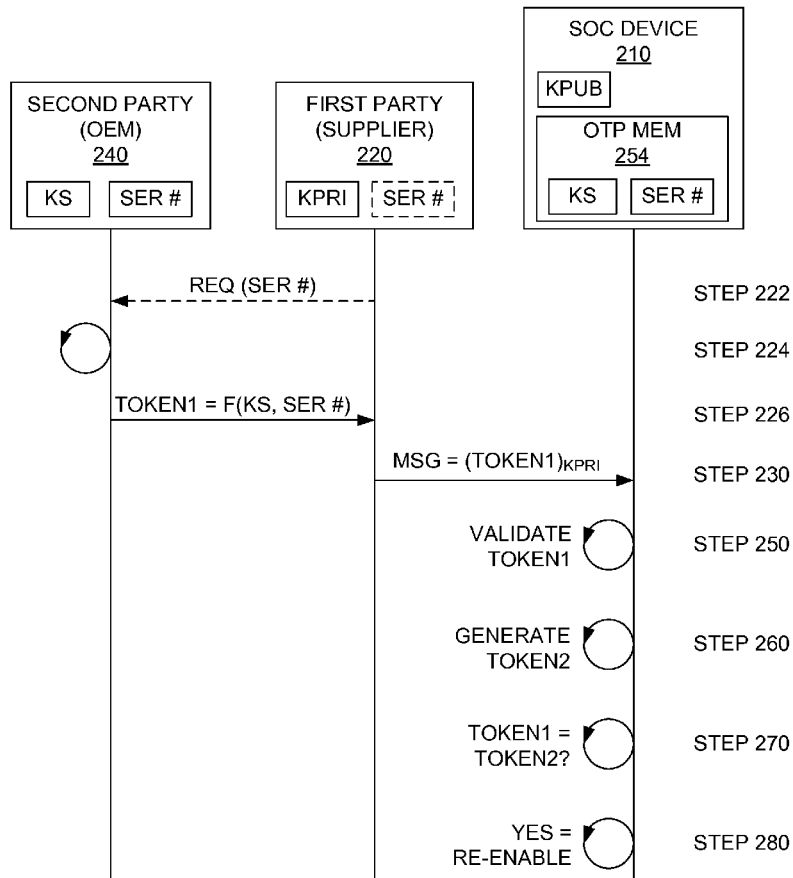 SOC DEVICE
210
KPUB
OTP MEM
254
KS
SER #
SECOND PARTY
(OEM)
240
KS
SER #
FIRST PARTY
(SUPPLIER)
220
KPRI
SER #
REQ (SER #)
STEP 222
STEP 224
TOKEN1 = F(KS, SER #)
STEP 226
MSG = (TOKEN1)KPRI
STEP 230
VALIDATE
TOKEN1
STEP 250
GENERATE
TOKEN2
STEP 260
TOKEN1 =
TOKEN2?
STEP 270
YES =
RE-ENABLE
STEP 280